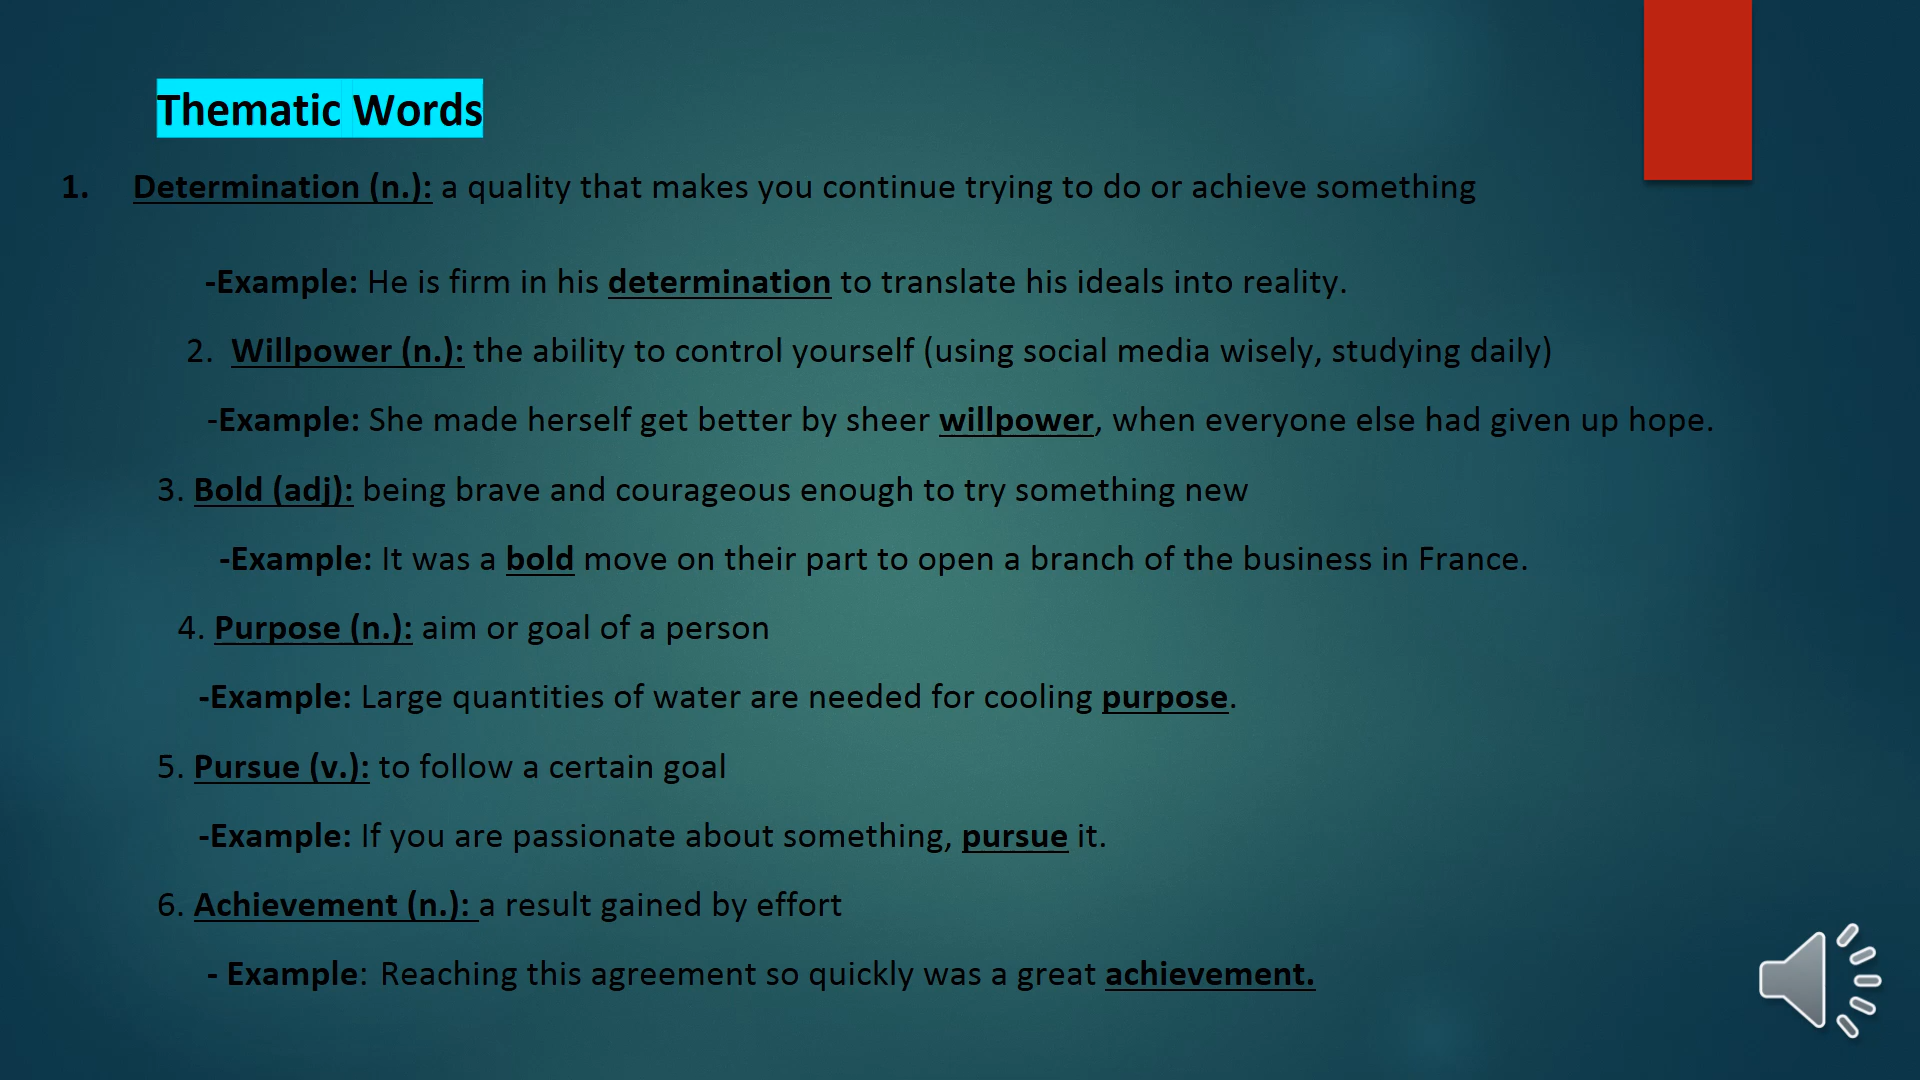 Thematic Words
1. Determination (n.): a quality that makes you continue trying to do or achieve something
-Example: He is firm in his determination to translate his ideals into reality.
2. Willpower (n.): the ability to control yourself (using social media wisely, studying daily)
-Example: She made herself get better by sheer willpower, when everyone else had given up hope.
3. Bold (adj): being brave and courageous enough to try something new
-Example: It was a bold move on their part to open a branch of the business in France.
4. Purpose (n.): aim or goal of a person
-Example: Large quantities of water are needed for cooling purpose.
5. Pursue (v.): to follow a certain goal
-Example: If you are passionate about something, pursue it.
6. Achievement (n.): a result gained by effort
- Example: Reaching this agreement so quickly was a great achievement.